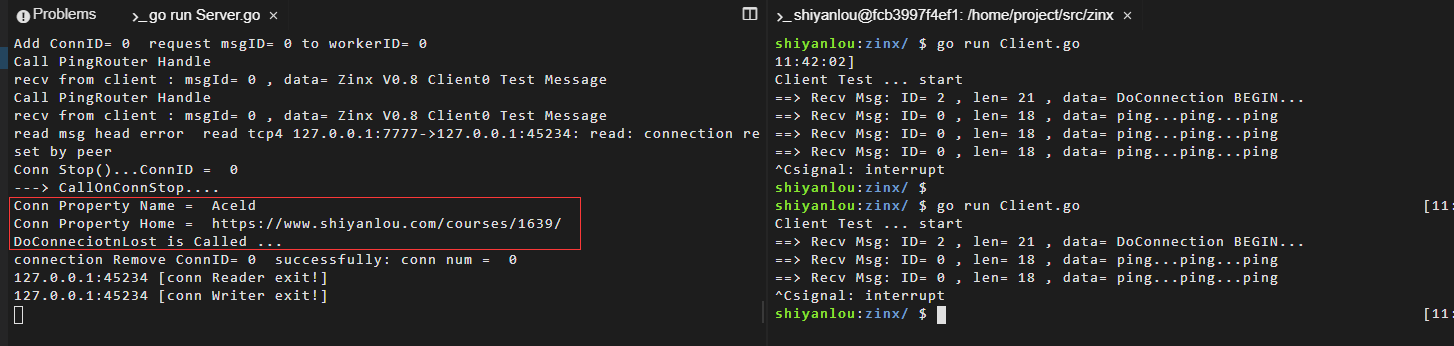 Problems
>_ go run Server.go ×
Add ConnID= 0  request msgID= 0 to workerID= 0
Call PingRouter Handle
recv from client : msgId= 0 , data= Zinx V0.8 Client0 Test Message
Call PingRouter Handle
recv from client : msgId= 0 , data= Zinx V0.8 Client0 Test Message
read msg head error  read tcp4 127.0.0.1:7777->127.0.0.1:45234: read: connection re
set by peer
Conn Stop()...ConnID =  0
---> CallOnConnStop....
Conn Property Name =  Aceld
Conn Property Home =  https://www.shiyanlou.com/courses/1639/
DoConneciotnLost is Called ...
connection Remove ConnID= 0  successfully: conn num =  0
127.0.0.1:45234 [conn Reader exit!]
127.0.0.1:45234 [conn Writer exit!]
>_ shiyanlou@fcb3997f4ef1: /home/project/src/zinx ×
shiyanlou:zinx/ $ go run Client.go
11:42:02]
Client Test ... start
==> Recv Msg: ID= 2 , len= 21 , data= DoConnection BEGIN...
==> Recv Msg: ID= 0 , len= 18 , data= ping...ping...ping
==> Recv Msg: ID= 0 , len= 18 , data= ping...ping...ping
==> Recv Msg: ID= 0 , len= 18 , data= ping...ping...ping
^Csignal: interrupt
shiyanlou:zinx/ $
shiyanlou:zinx/ $ go run Client.go [11:
Client Test ... start
==> Recv Msg: ID= 2 , len= 21 , data= DoConnection BEGIN...
==> Recv Msg: ID= 0 , len= 18 , data= ping...ping...ping
==> Recv Msg: ID= 0 , len= 18 , data= ping...ping...ping
^Csignal: interrupt
shiyanlou:zinx/ $ [11: